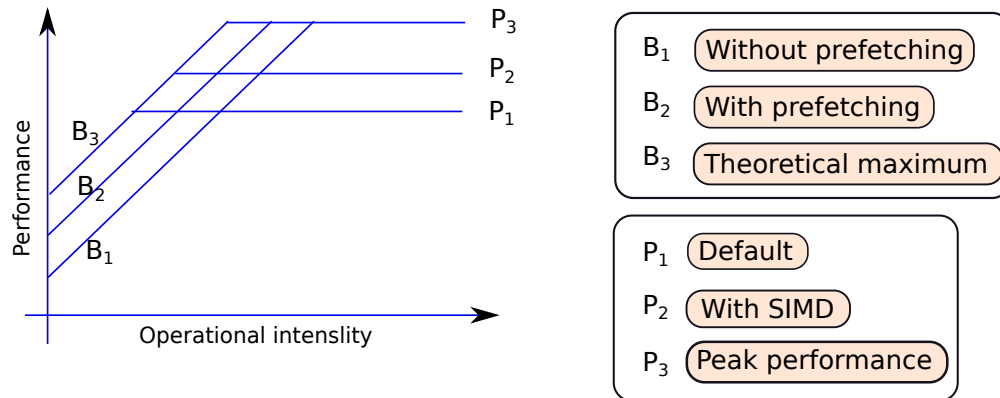 P₃
P₂
P₁
B₃
B₂
B₁
Performance
Operational intenslity
B₁ Without prefetching
B₂ With prefetching
B₃ Theoretical maximum
P₁ Default
P₂ With SIMD
P₃ Peak performance